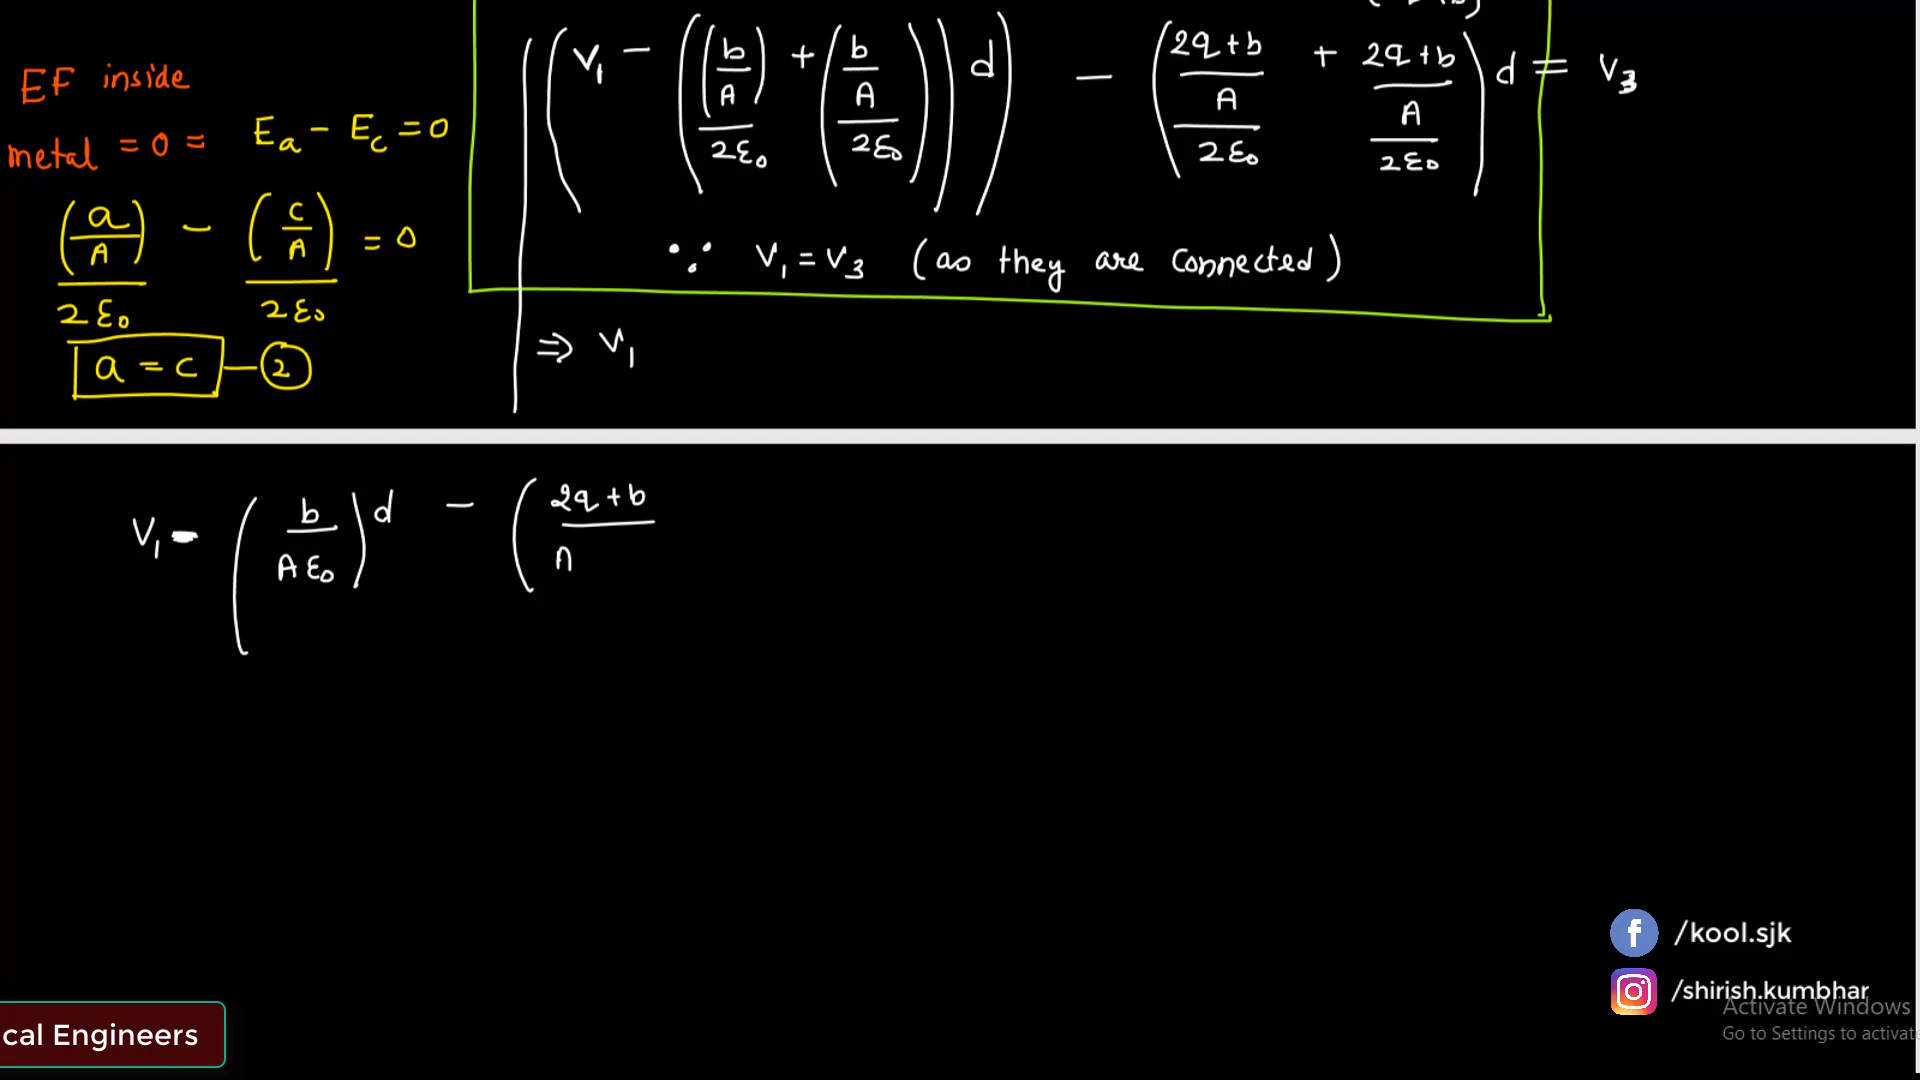 EF inside
metal = 0 = Ea - Ec = 0
(a/A)/2ε₀ - (c/A)/2ε₀ = 0
a = c — ②
((V₁ - ((b/A)/2ε₀ + (b/A)/2ε₀) d) - ((2q+b)/A/2ε₀ + (2q+b)/A/2ε₀) d = V₃
∵ V₁ = V₃ (as they are connected)
⇒ V₁
V₁ - (b/Aε₀) d - (2q+b/A
/kool.sjk
/shirish.kumbhar
Activate Windows
Go to Settings to activat
cal Engineers